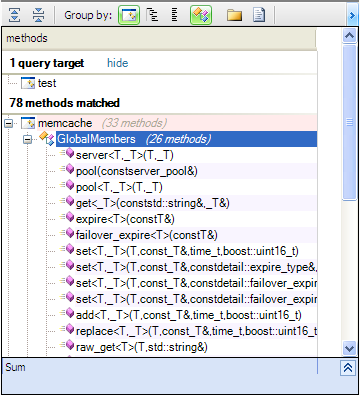 Group by:
methods
1 query target hide
test
78 methods matched
memcache (33 methods)
GlobalMembers (26 methods)
server<T,_T>(T,_T)
pool(constserver_pool&)
pool<T,_T>(T,_T)
get<_T>(conststd::string&,_T&)
expire<T>(constT&)
failover_expire<T>(constT&)
set<T,_T>(T,const_T&,time_t,boost::uint16_t)
set<T,_T>(T,const_T&,constdetail::expire_type&,
set<T,_T>(T,const_T&,constdetail::failover_expir
set<T,_T>(T,const_T&,constdetail::failover_expir
add<T,_T>(T,const_T&,time_t,boost::uint16_t)
replace<T,_T>(T,const_T&,time_t,boost::uint16_t)
raw_get<T>(T,std::string&)
Sum